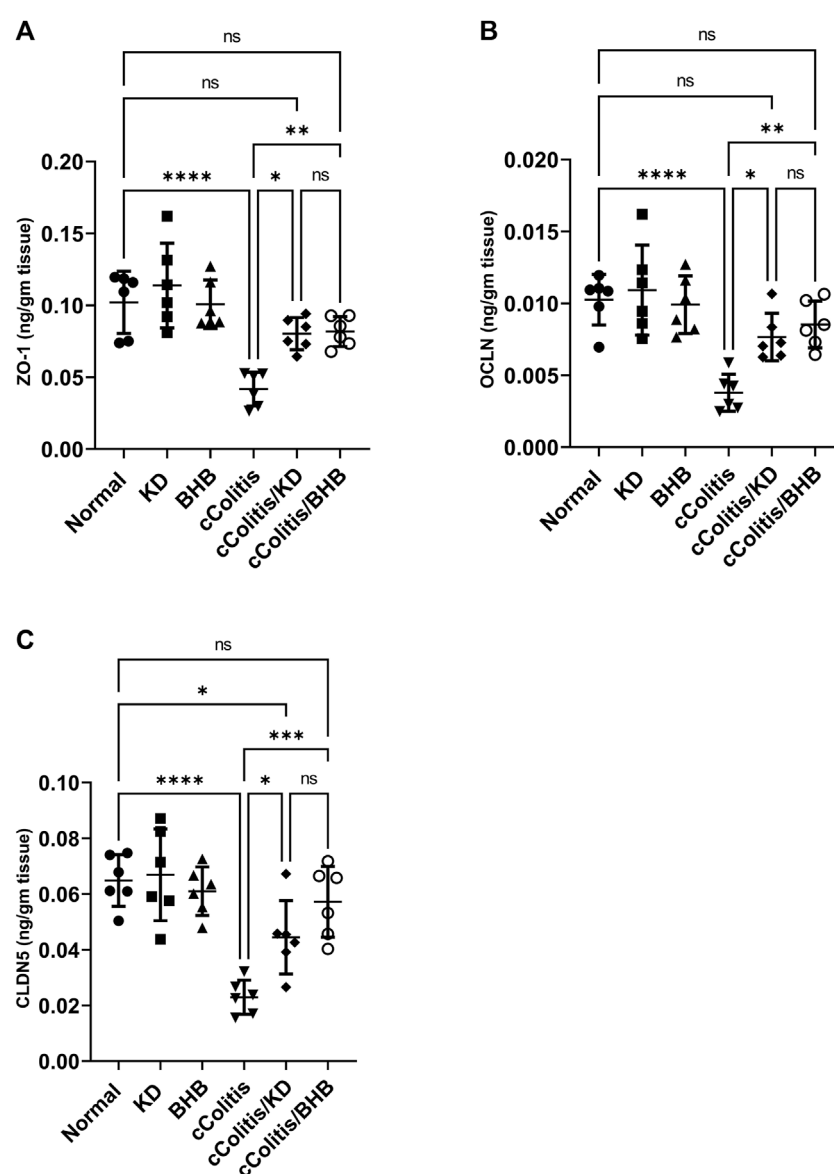 A
ns
ns
**
**** * ns
ZO-1 (ng/gm tissue)
0.20
0.15
0.10
0.05
0.00
Normal
KD
BHB
cColitis
cColitis/KD
cColitis/BHB
B
ns
ns
**
**** * ns
OCLN (ng/gm tissue)
0.020
0.015
0.010
0.005
0.000
Normal
KD
BHB
cColitis
cColitis/KD
cColitis/BHB
C
ns
*
***
**** * ns
CLDN5 (ng/gm tissue)
0.10
0.08
0.06
0.04
0.02
0.00
Normal
KD
BHB
cColitis
cColitis/KD
cColitis/BHB